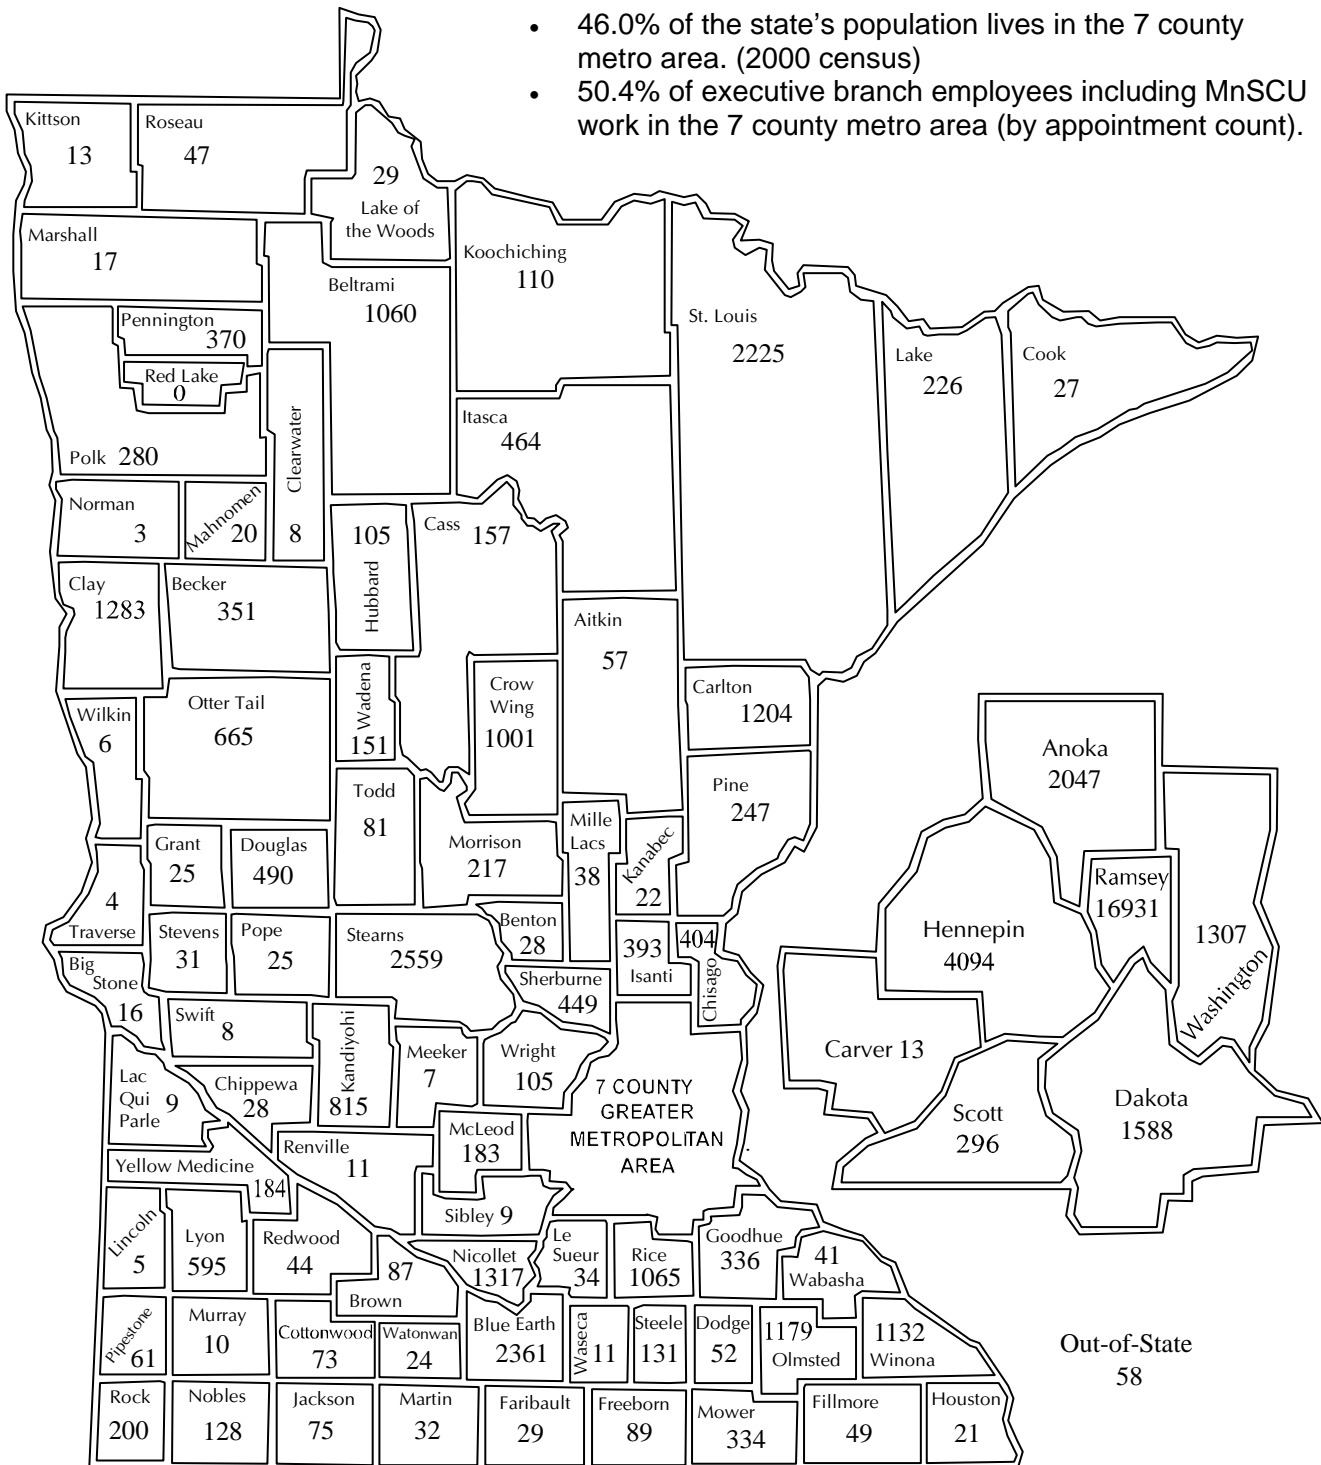 • 46.0% of the state’s population lives in the 7 county
metro area. (2000 census)
• 50.4% of executive branch employees including MnSCU
work in the 7 county metro area (by appointment count).
Kittson
13
Roseau
47
29
Lake of
the Woods
Marshall
17
Koochiching
110
Beltrami
1060
St. Louis
2225
Pennington
370
Lake
226
Cook
27
Red Lake
0
Polk 280
Clearwater
8
Itasca
464
Norman
3
Mahnomen
20
105
Hubbard
Cass 157
Clay
1283
Becker
351
Aitkin
57
Wilkin
6
Otter Tail
665
Wadena
151
Crow
Wing
1001
Carlton
1204
Anoka
2047
Todd
81
Pine
247
Grant
25
Douglas
490
Morrison
217
Mille
Lacs
38
Kanabec
22
Ramsey
16931
4
Traverse
Stevens
31
Pope
25
Stearns
2559
Benton
28
393
Isanti
404
Chisago
Hennepin
4094
1307
Washington
Big
Stone
16
Sherburne
449
Swift
8
Kandiyohi
815
Meeker
7
Wright
105
Carver 13
Lac
Qui
Parle
9
Chippewa
28
7 COUNTY
GREATER
METROPOLITAN
AREA
Scott
296
Dakota
1588
Renville
11
McLeod
183
Yellow Medicine
184
Sibley 9
Lincoln
5
Lyon
595
Redwood
44
87
Brown
Nicollet
1317
Le
Sueur
34
Rice
1065
Goodhue
336
41
Wabasha
Pipestone
61
Murray
10
Cottonwood
73
Watonwan
24
Blue Earth
2361
Waseca
11
Steele
131
Dodge
52
1179
Olmsted
1132
Winona
Out-of-State
58
Rock
200
Nobles
128
Jackson
75
Martin
32
Faribault
29
Freeborn
89
Mower
334
Fillmore
49
Houston
21